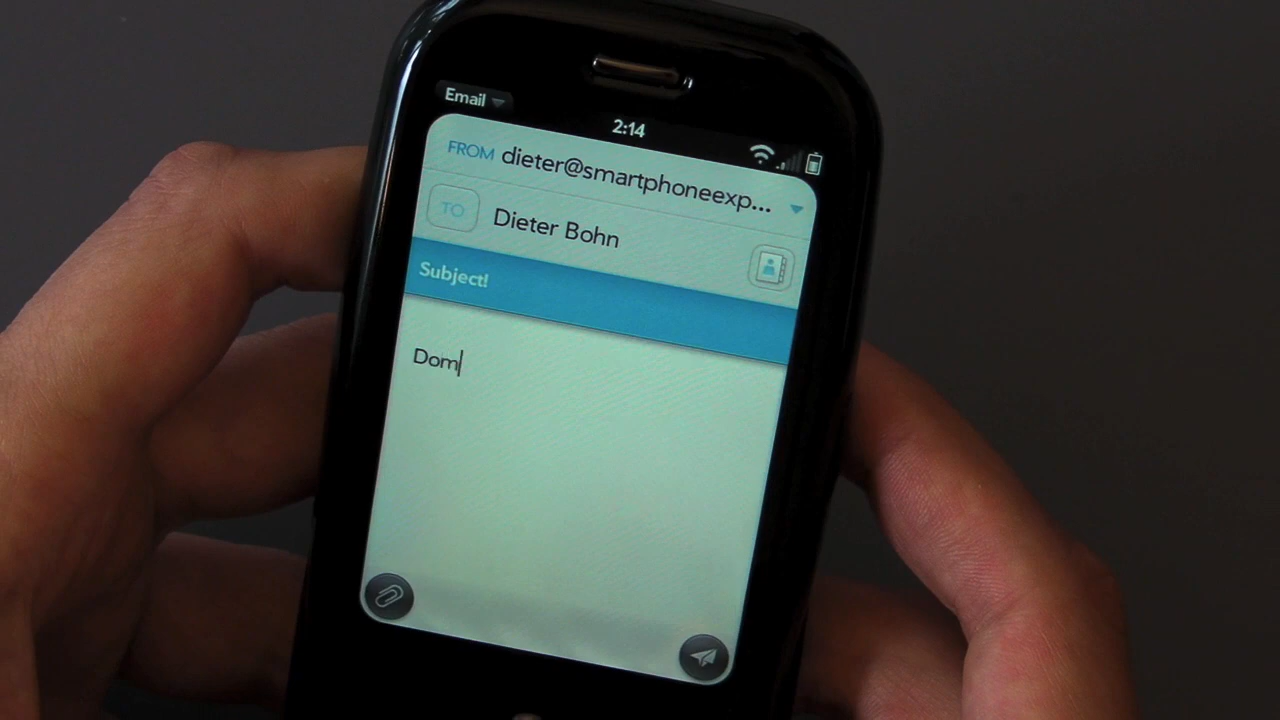 Email
2:14
FROM dieter@smartphoneexp...
TO Dieter Bohn
Subject!
Dom